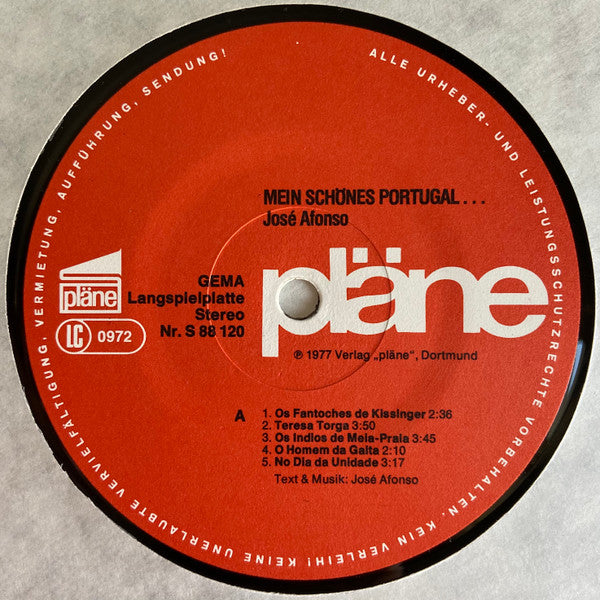 ALLE URHEBER- UND LEISTUNGSSCHUTZRECHTE VORBEHALTEN. KEIN VERLEIH! KEINE UNERLAUBTE VERVIELFÄLTIGUNG, VERMIETUNG, AUFFÜHRUNG, SENDUNG!
MEIN SCHÖNES PORTUGAL...
José Afonso
pläne
LC 0972
GEMA
Langspielplatte
Stereo
Nr. S 88 120
pläne
℗ 1977 Verlag „pläne“, Dortmund
A
1. Os Fantoches de Kissinger 2:36
2. Teresa Torga 3:50
3. Os Indios de Meia-Praia 3:45
4. O Homem da Gaita 2:10
5. No Dia da Unidade 3:17
Text & Musik: José Afonso